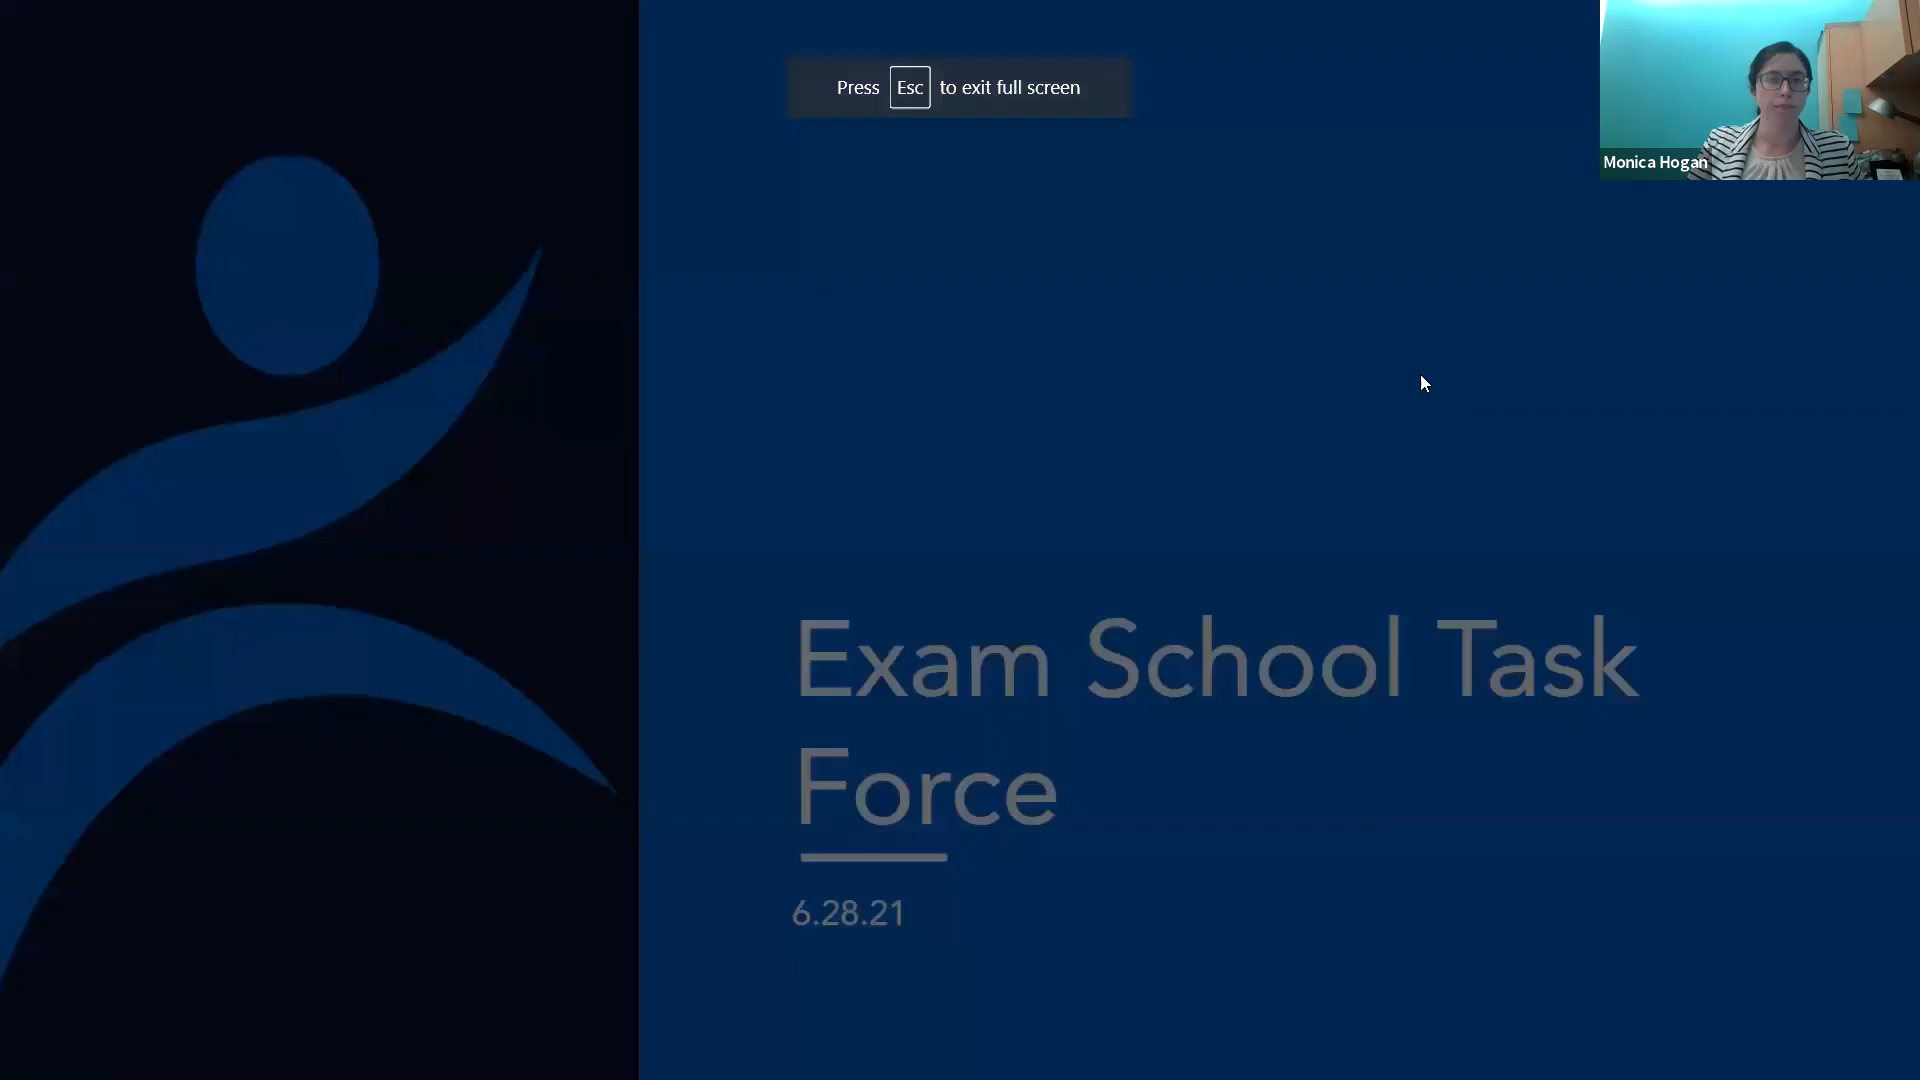 Press Esc to exit full screen
Monica Hogan
Exam School Task
Force
6.28.21